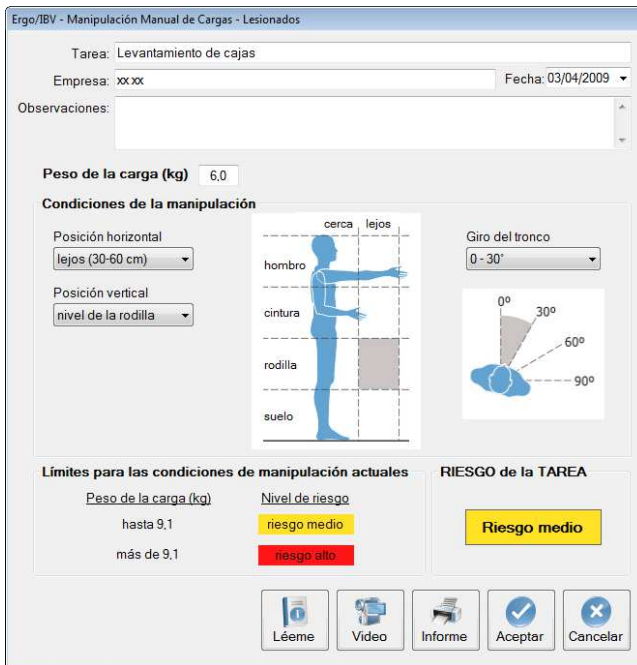 Ergo/IBV - Manipulación Manual de Cargas - Lesionados
Tarea: Levantamiento de cajas
Empresa: xx xx Fecha: 03/04/2009
Observaciones:
Peso de la carga (kg) 6,0
Condiciones de la manipulación
Posición horizontal
lejos (30-60 cm)
Posición vertical
nivel de la rodilla
cerca lejos
hombro
cintura
rodilla
suelo
Giro del tronco
0 - 30°
0º
30º
60º
90º
Límites para las condiciones de manipulación actuales
Peso de la carga (kg) Nivel de riesgo
hasta 9,1 riesgo medio
más de 9,1 riesgo alto
RIESGO de la TAREA
Riesgo medio
Léeme Video Informe Aceptar Cancelar